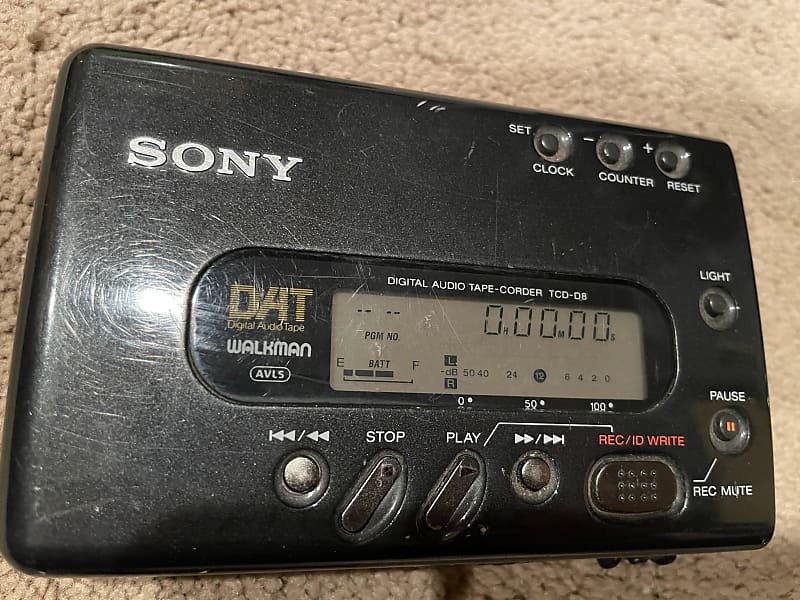 SONY
SET - +
CLOCK COUNTER RESET
LIGHT
DIGITAL AUDIO TAPE-CORDER TCD-D8
DAT
Digital Audio Tape
WALKMAN
AVLS
-- -- 0H00M00S
PGM NO.
E BATT F
L
-dB 50 40 24 12 6 4 2 0
R
0 50 100
PAUSE
⏮/◀◀ STOP PLAY ▶▶/⏭ REC/ID WRITE
REC MUTE